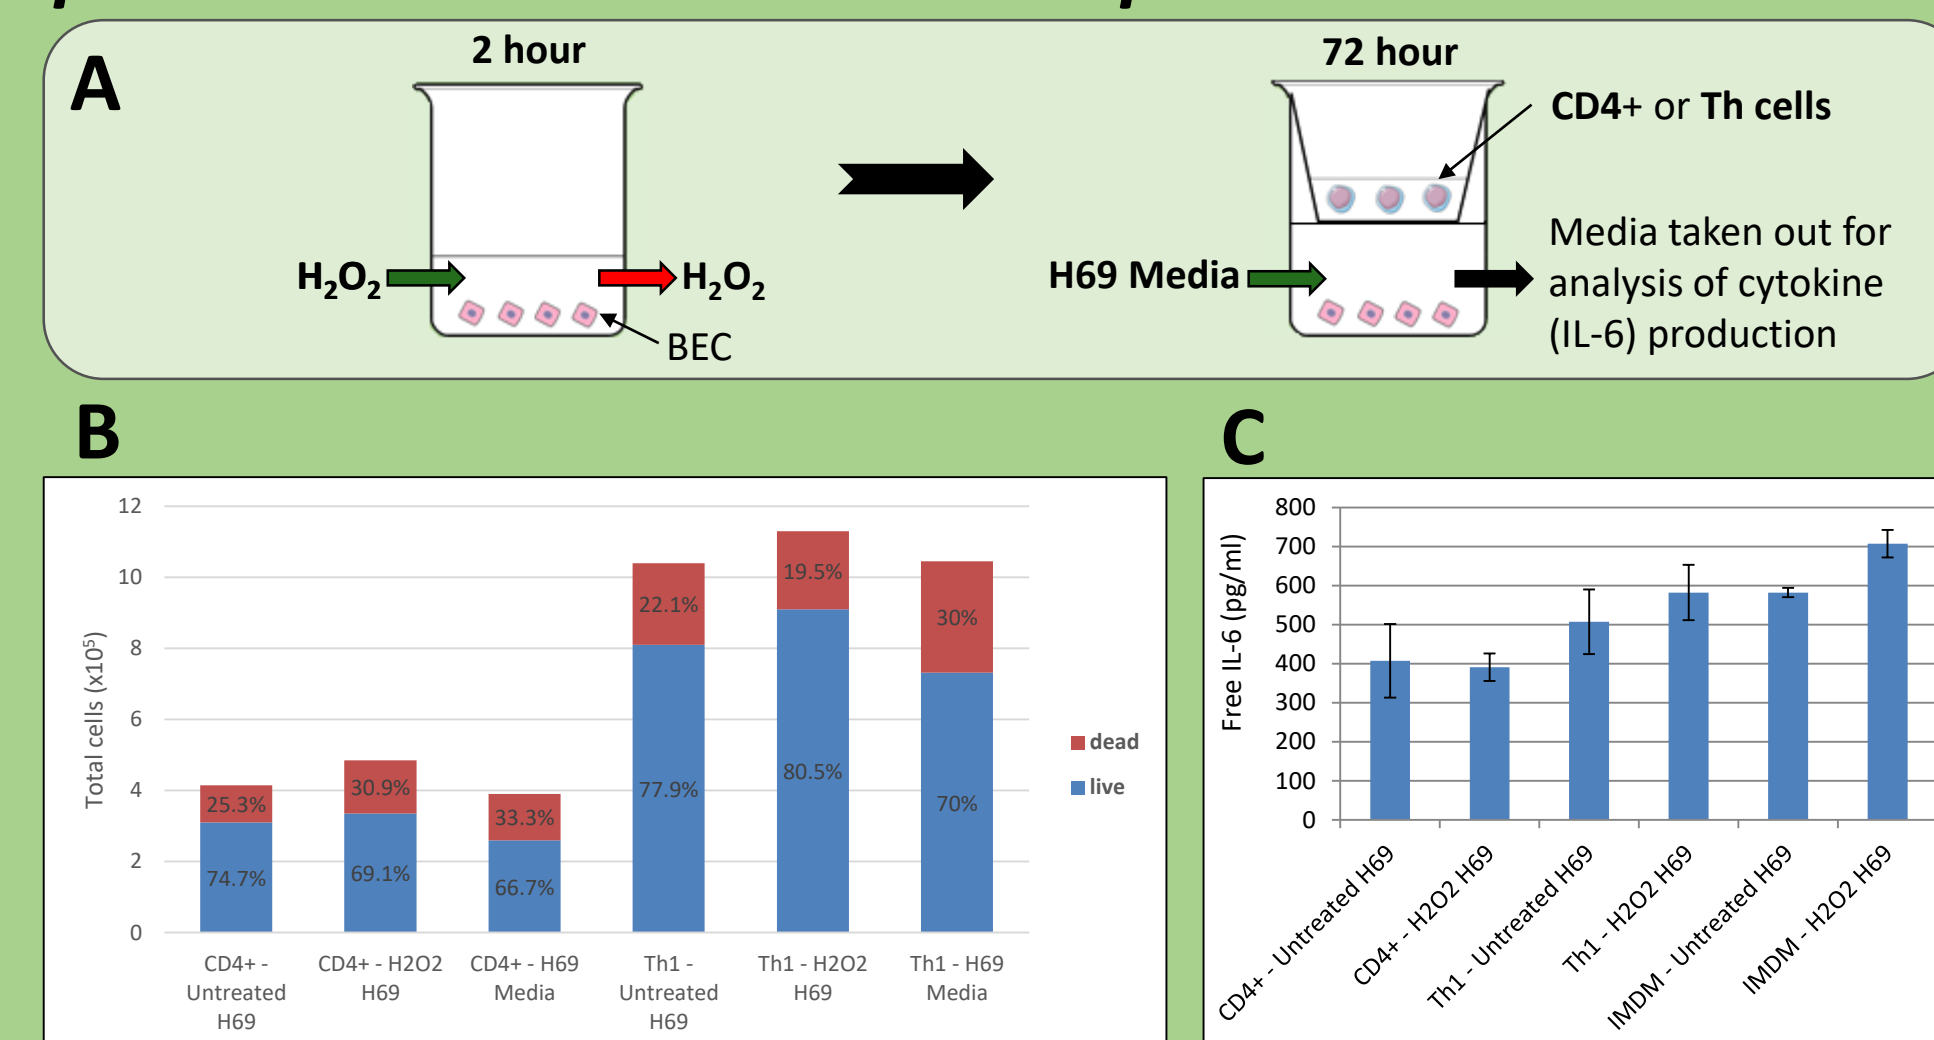 A
2 hour
72 hour
CD4+ or Th cells
H₂O₂
H₂O₂
BEC
H69 Media
Media taken out for
analysis of cytokine
(IL-6) production
B
C
Total cells (x10⁵)
12
10
8
6
4
2
0
25.3%
74.7%
30.9%
69.1%
33.3%
66.7%
22.1%
77.9%
19.5%
80.5%
30%
70%
CD4+ -
Untreated
H69
CD4+ - H2O2
H69
CD4+ - H69
Media
Th1 -
Untreated
H69
Th1 - H2O2
H69
Th1 - H69
Media
dead
live
Free IL-6 (pg/ml)
800
700
600
500
400
300
200
100
0
CD4+ - Untreated H69
CD4+ - H2O2 H69
Th1 - Untreated H69
Th1 - H2O2 H69
IMDM - Untreated H69
IMDM - H2O2 H69